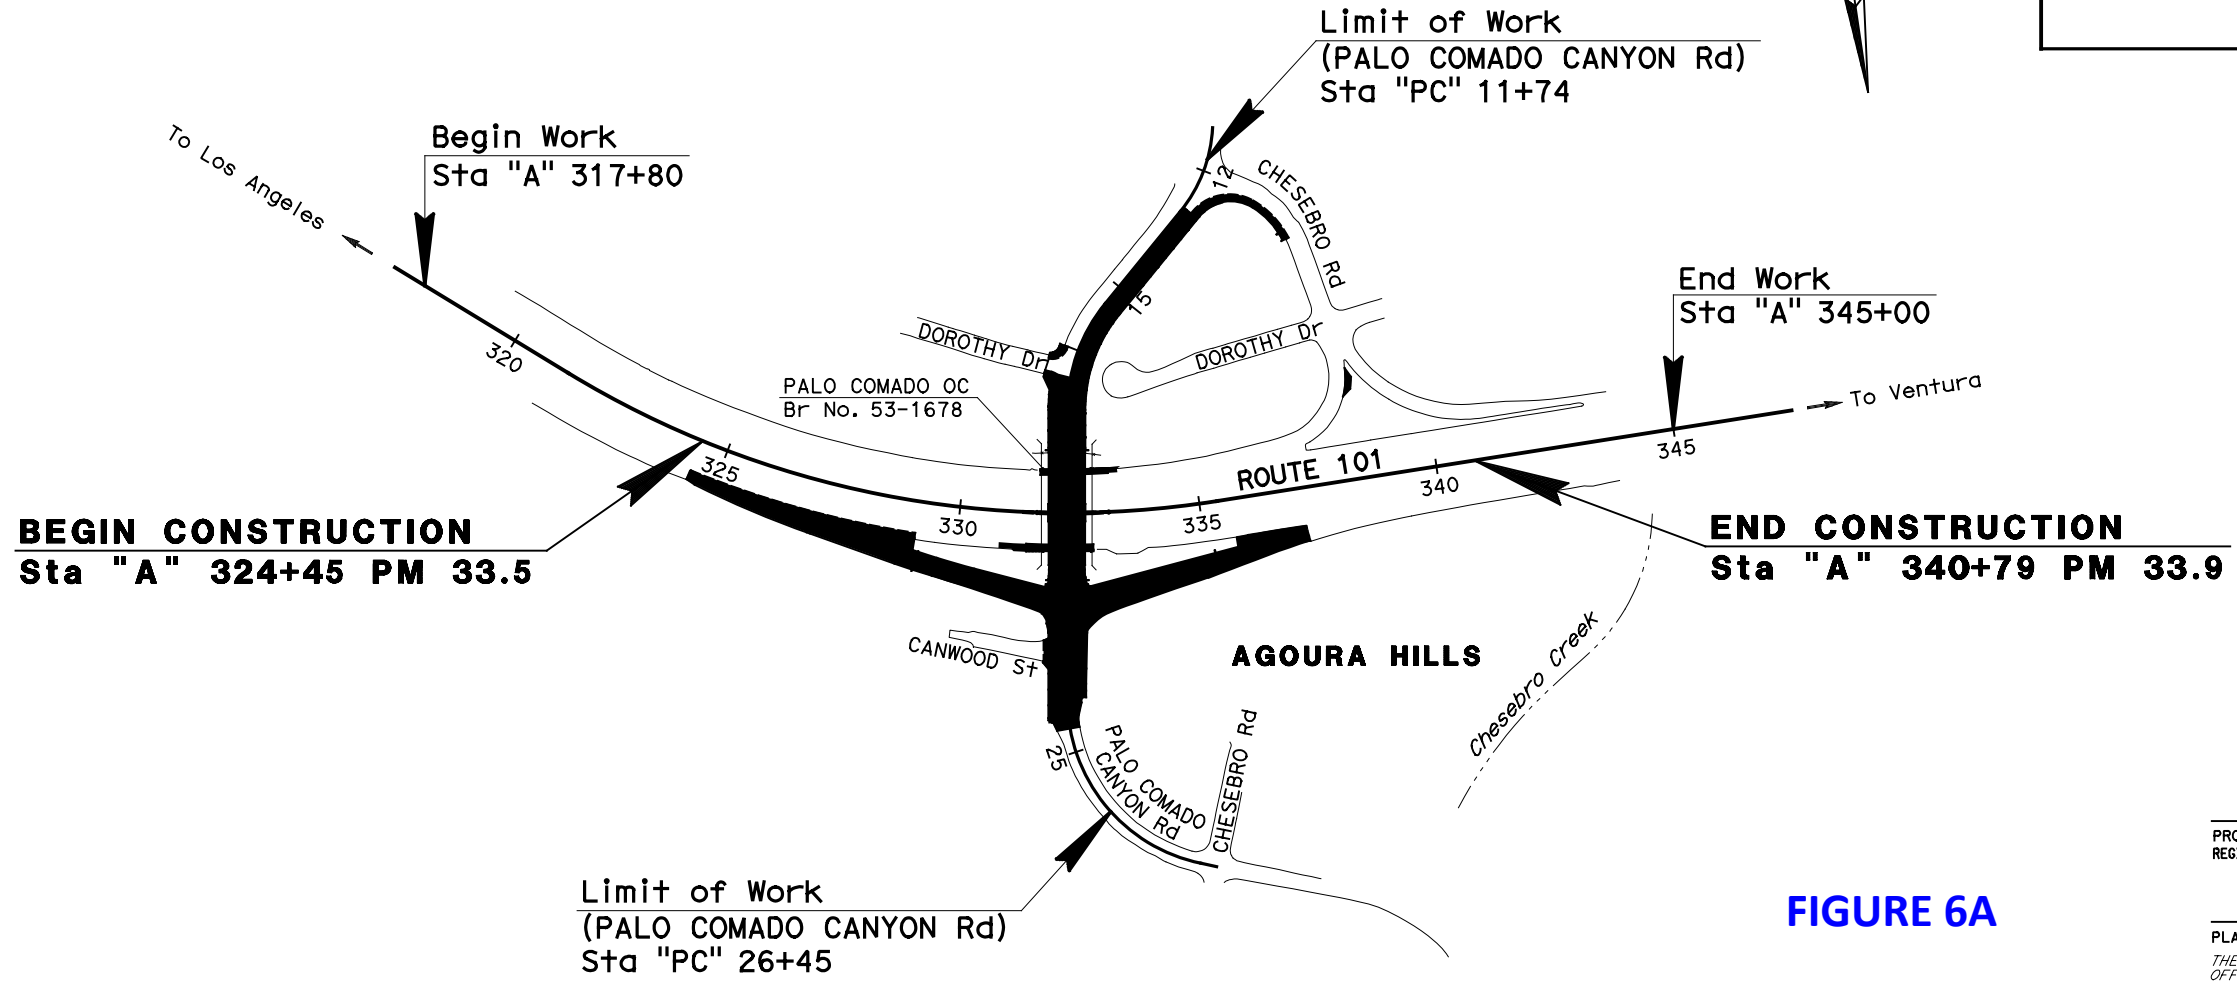 Limit of Work
(PALO COMADO CANYON Rd)
Sta "PC" 11+74
Begin Work
Sta "A" 317+80
To Los Angeles
12
CHESEBRO Rd
End Work
Sta "A" 345+00
15
DOROTHY Dr
DOROTHY Dr
320
PALO COMADO OC
Br No. 53-1678
To Ventura
325
ROUTE 101
345
340
330
335
BEGIN CONSTRUCTION
Sta "A" 324+45 PM 33.5
END CONSTRUCTION
Sta "A" 340+79 PM 33.9
CANWOOD St
AGOURA HILLS
Chesebro Creek
25
PALO COMADO
CANYON Rd
CHESEBRO Rd
Limit of Work
(PALO COMADO CANYON Rd)
Sta "PC" 26+45
FIGURE 6A